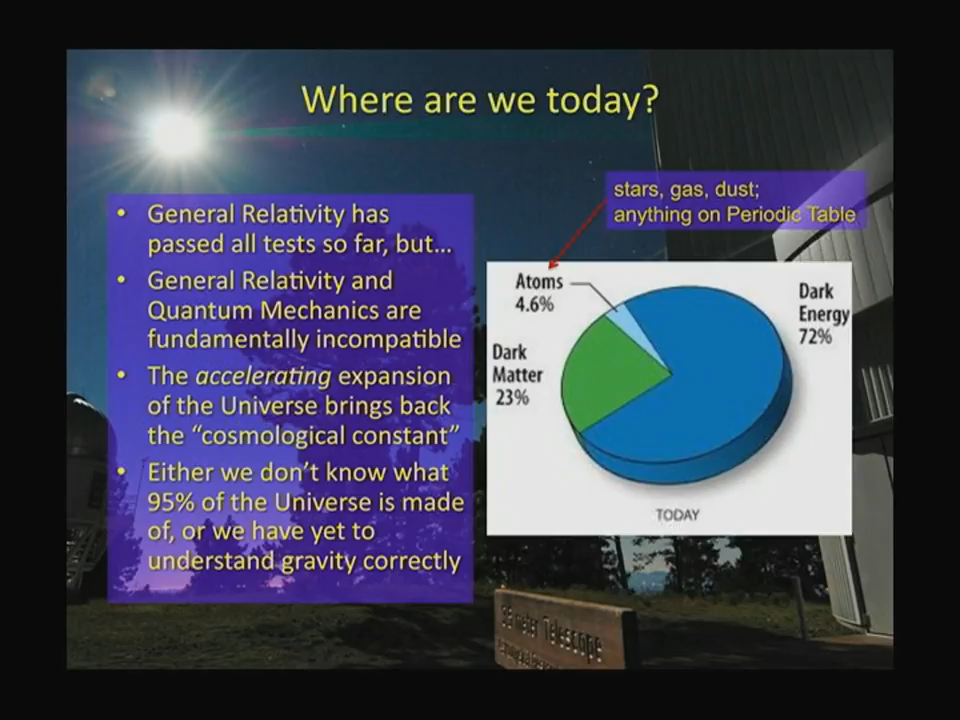 Where are we today?
stars, gas, dust;
anything on Periodic Table
• General Relativity has
passed all tests so far, but...
• General Relativity and
Quantum Mechanics are
fundamentally incompatible
• The accelerating expansion
of the Universe brings back
the “cosmological constant”
• Either we don’t know what
95% of the Universe is made
of, or we have yet to
understand gravity correctly
Atoms
4.6%
Dark
Energy
72%
Dark
Matter
23%
TODAY
Telescope